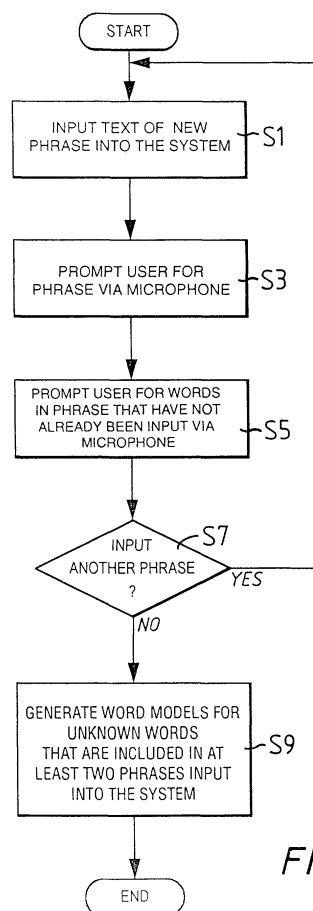 START
INPUT TEXT OF NEW
PHRASE INTO THE SYSTEM
S1
PROMPT USER FOR
PHRASE VIA MICROPHONE
S3
PROMPT USER FOR WORDS
IN PHRASE THAT HAVE NOT
ALREADY BEEN INPUT VIA
MICROPHONE
S5
S7
INPUT
ANOTHER PHRASE
?
YES
NO
GENERATE WORD MODELS FOR
UNKNOWN WORDS
THAT ARE INCLUDED IN AT
LEAST TWO PHRASES INPUT
INTO THE SYSTEM
S9
END